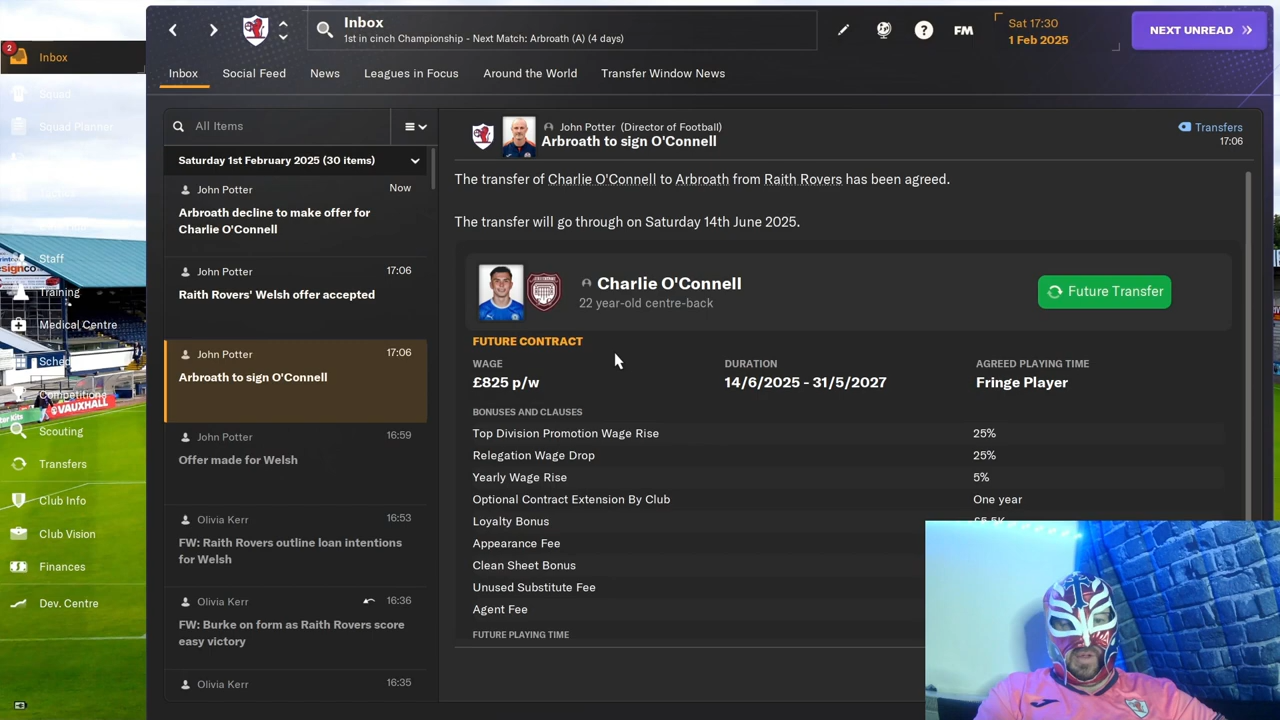 Inbox
1st in cinch Championship - Next Match: Arbroath (A) (4 days)
FM
Sat 17:30
1 Feb 2025
NEXT UNREAD
2
Inbox
Squad
Squad Planner
Staff
Training
Medical Centre
Sched
Competitions
Scouting
Transfers
Club Info
Club Vision
Finances
Dev. Centre
VAUXHALL
Inbox
Social Feed
News
Leagues in Focus
Around the World
Transfer Window News
All Items
Saturday 1st February 2025 (30 items)
John Potter
Now
Arbroath decline to make offer for
Charlie O'Connell
John Potter
17:06
Raith Rovers' Welsh offer accepted
John Potter
17:06
Arbroath to sign O'Connell
John Potter
16:59
Offer made for Welsh
Olivia Kerr
16:53
FW: Raith Rovers outline loan intentions
for Welsh
Olivia Kerr
16:36
FW: Burke on form as Raith Rovers score
easy victory
Olivia Kerr
16:35
John Potter (Director of Football)
Arbroath to sign O'Connell
Transfers
17:06
The transfer of Charlie O'Connell to Arbroath from Raith Rovers has been agreed.
The transfer will go through on Saturday 14th June 2025.
Charlie O'Connell
22 year-old centre-back
Future Transfer
FUTURE CONTRACT
WAGE
DURATION
AGREED PLAYING TIME
£825 p/w
14/6/2025 - 31/5/2027
Fringe Player
BONUSES AND CLAUSES
Top Division Promotion Wage Rise
25%
Relegation Wage Drop
25%
Yearly Wage Rise
5%
Optional Contract Extension By Club
One year
Loyalty Bonus
£5.5K
Appearance Fee
Clean Sheet Bonus
Unused Substitute Fee
Agent Fee
FUTURE PLAYING TIME